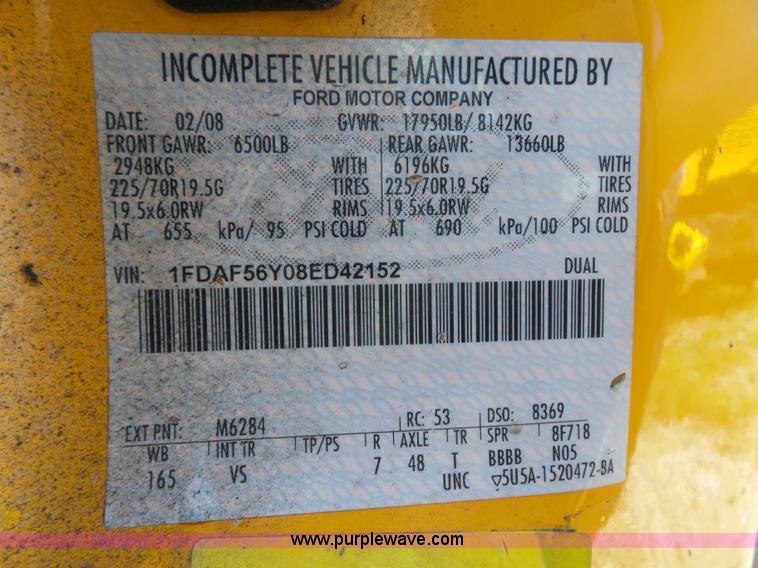 INCOMPLETE VEHICLE MANUFACTURED BY
FORD MOTOR COMPANY
DATE: 02/08 GVWR: 17950LB/ 8142KG
FRONT GAWR: 6500LB REAR GAWR: 13660LB
2948KG WITH 6196KG WITH
225/70R19.5G TIRES 225/70R19.5G TIRES
19.5x6.0RW RIMS 19.5x6.0RW RIMS
AT 655 kPa/ 95 PSI COLD AT 690 kPa/100 PSI COLD
VIN: 1FDAF56Y08ED42152 DUAL
EXT PNT: M6284 RC: 53 DSO: 8369
WB INT TR TP/PS R AXLE TR SPR 8F718
165 VS 7 48 T BBBB N05
UNC ▽5U5A-1520472-BA
www.purplewave.com